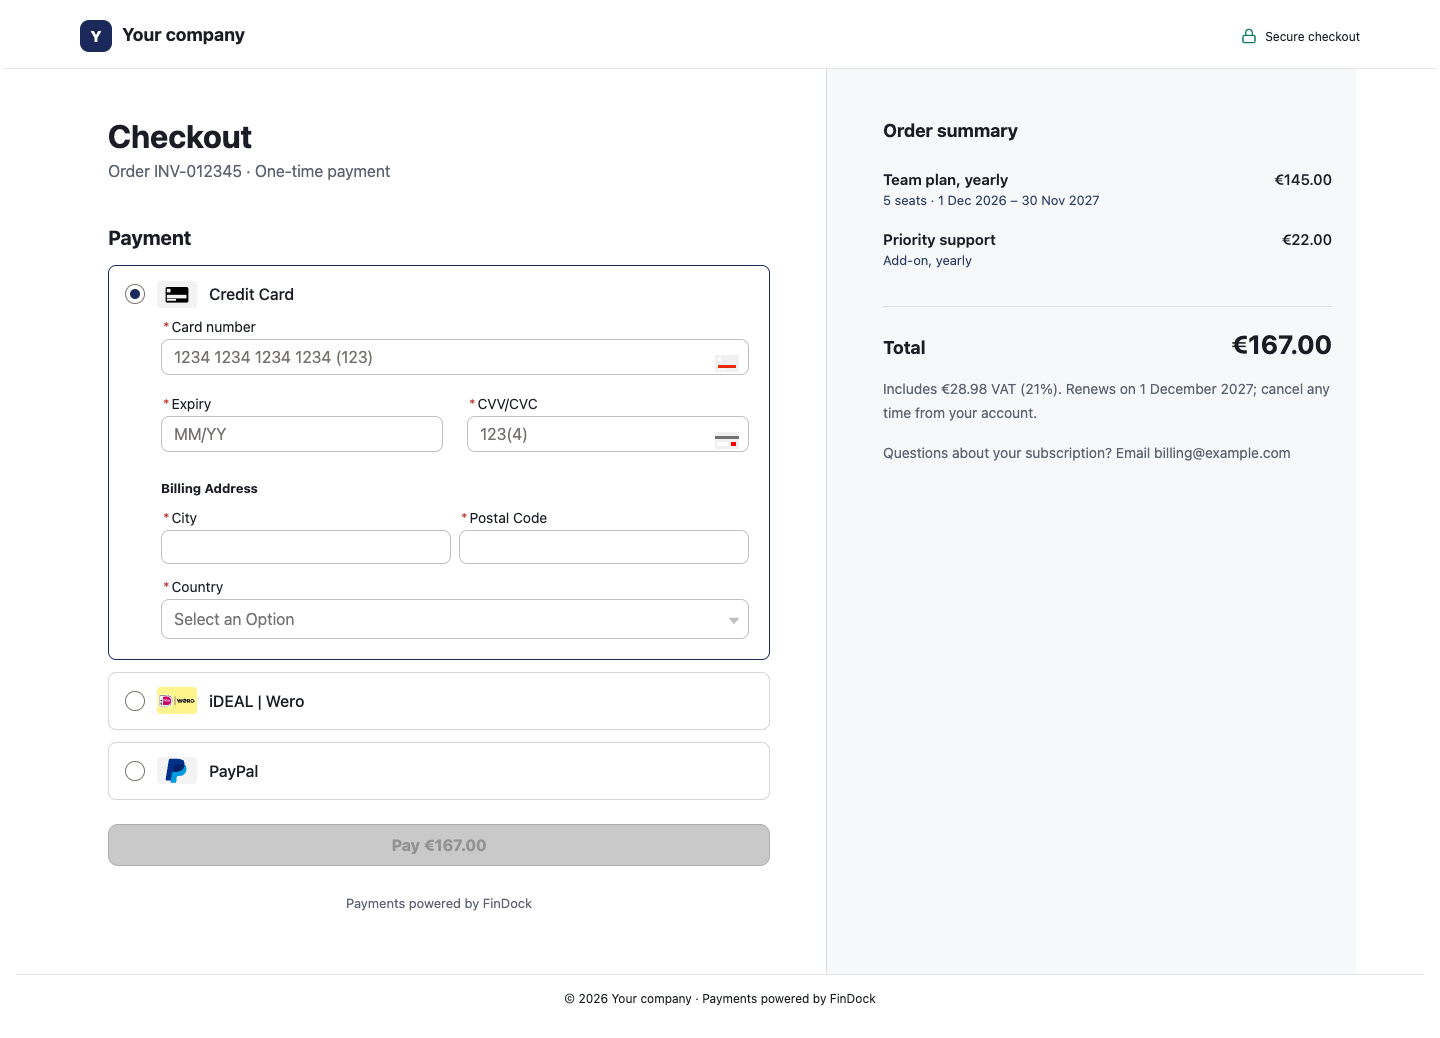 Y Your company
Secure checkout
Checkout
Order INV-012345 · One-time payment
Payment
Credit Card
*Card number
1234 1234 1234 1234 (123)
*Expiry
*CVV/CVC
MM/YY
123(4)
Billing Address
*City
*Postal Code
*Country
Select an Option
iDEAL | Wero
PayPal
Pay €167.00
Payments powered by FinDock
Order summary
Team plan, yearly €145.00
5 seats · 1 Dec 2026 – 30 Nov 2027
Priority support €22.00
Add-on, yearly
Total €167.00
Includes €28.98 VAT (21%). Renews on 1 December 2027; cancel any
time from your account.
Questions about your subscription? Email billing@example.com
© 2026 Your company · Payments powered by FinDock